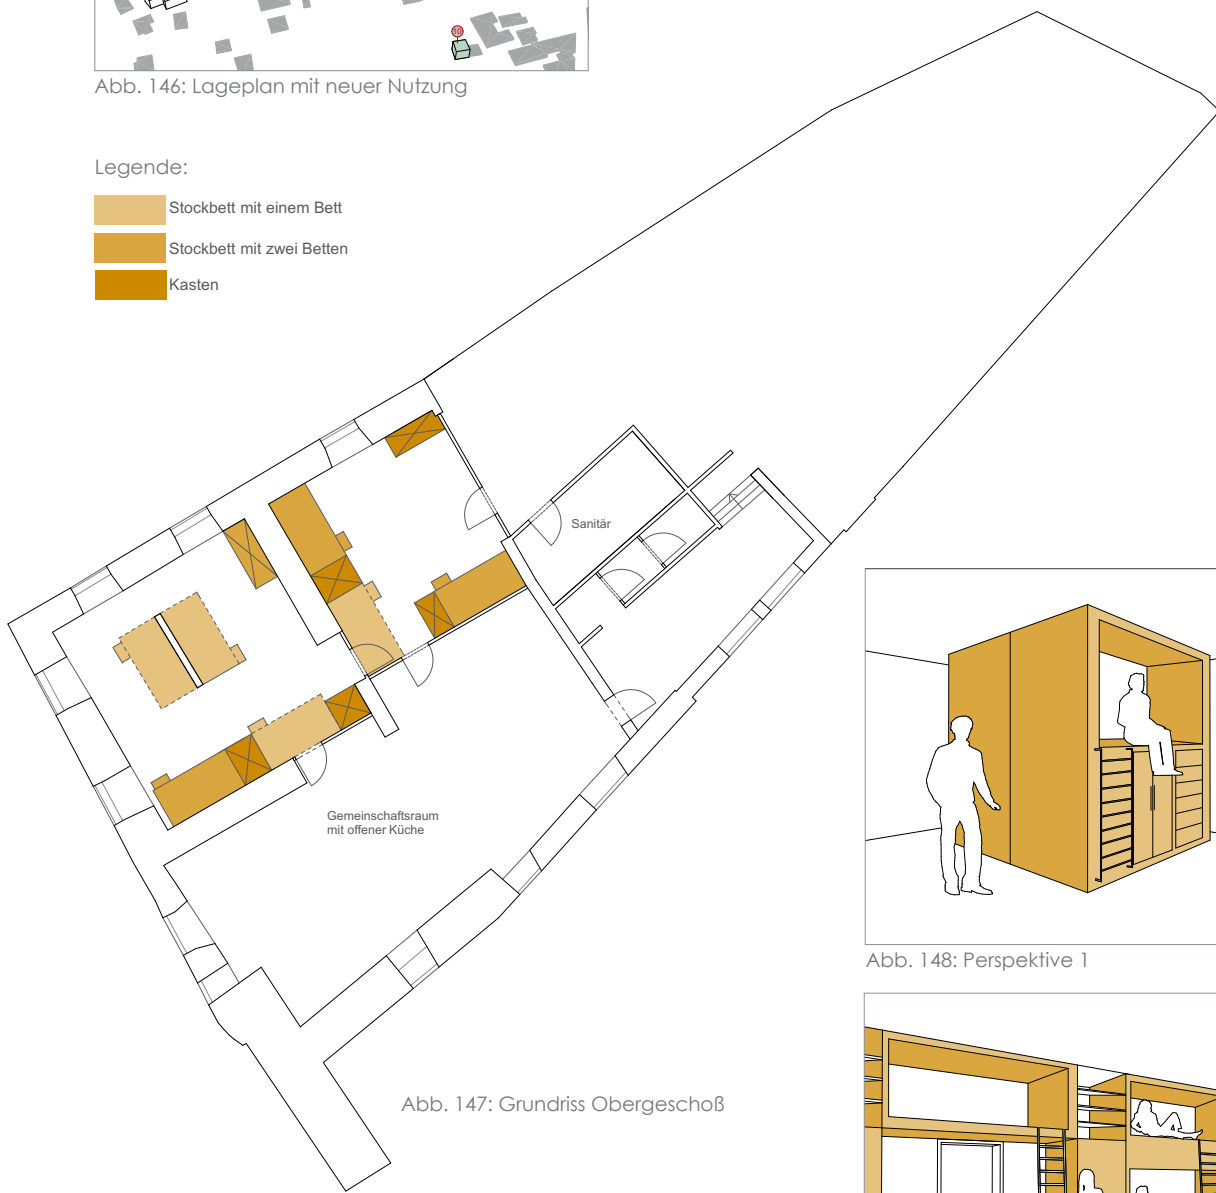 10
Abb. 146: Lageplan mit neuer Nutzung
Legende:
Stockbett mit einem Bett
Stockbett mit zwei Betten
Kasten
Sanitär
Gemeinschaftsraum
mit offener Küche
Abb. 148: Perspektive 1
Abb. 147: Grundriss Obergeschoß